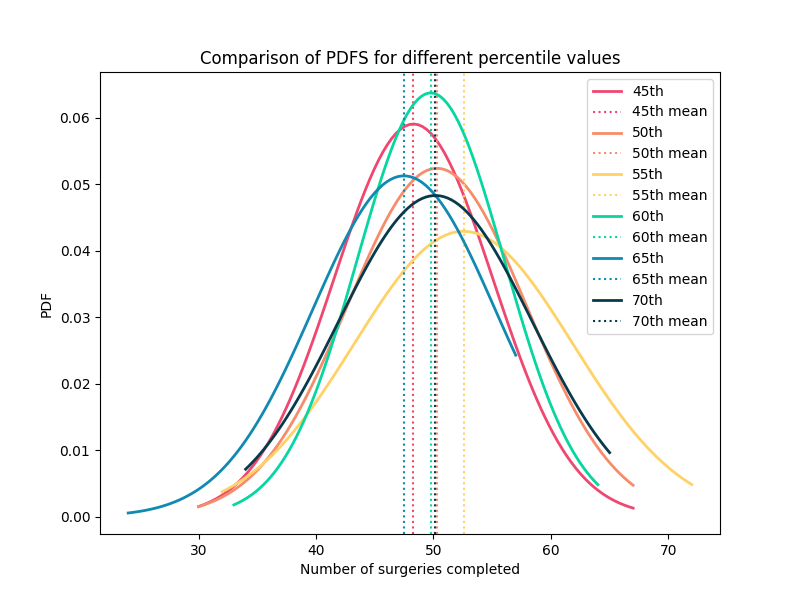 Comparison of PDFS for different percentile values
0.06
0.05
0.04
0.03
0.02
0.01
0.00
PDF
45th
45th mean
50th
50th mean
55th
55th mean
60th
60th mean
65th
65th mean
70th
70th mean
30 40 50 60 70
Number of surgeries completed